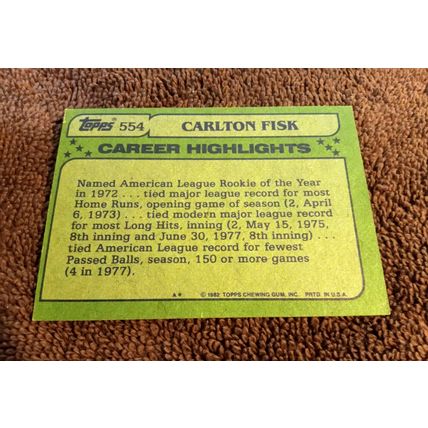 Topps 554 CARLTON FISK
CAREER HIGHLIGHTS
Named American League Rookie of the Year
in 1972 . . . tied major league record for most
Home Runs, opening game of season (2, April
6, 1973) . . . tied modern major league record
for most Long Hits, inning (2, May 15, 1975,
8th inning and June 30, 1977, 8th inning) . . .
tied American League record for fewest
Passed Balls, season, 150 or more games
(4 in 1977).
A* © 1982 TOPPS CHEWING GUM, INC. PRTD. IN U.S.A.